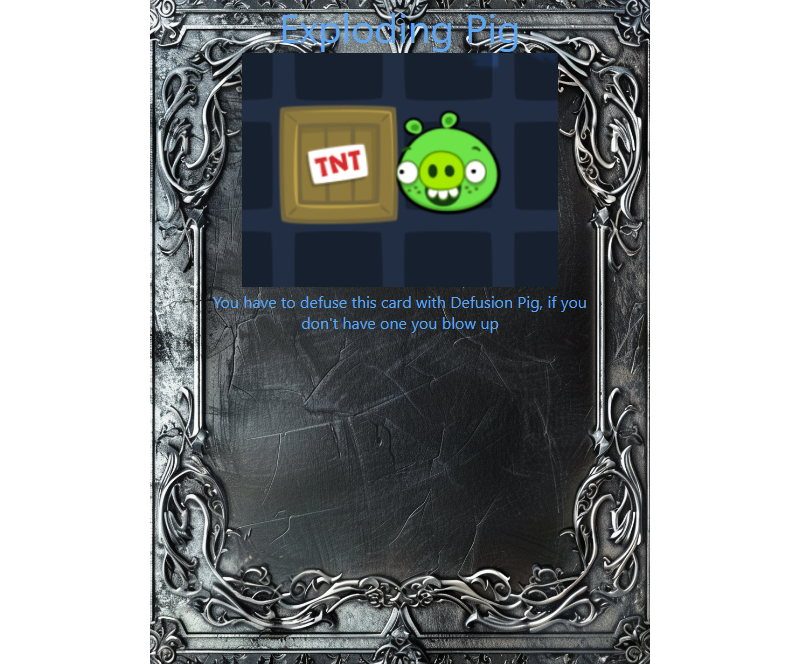 Exploding Pig
TNT
You have to defuse this card with Defusion Pig, if you
don't have one you blow up